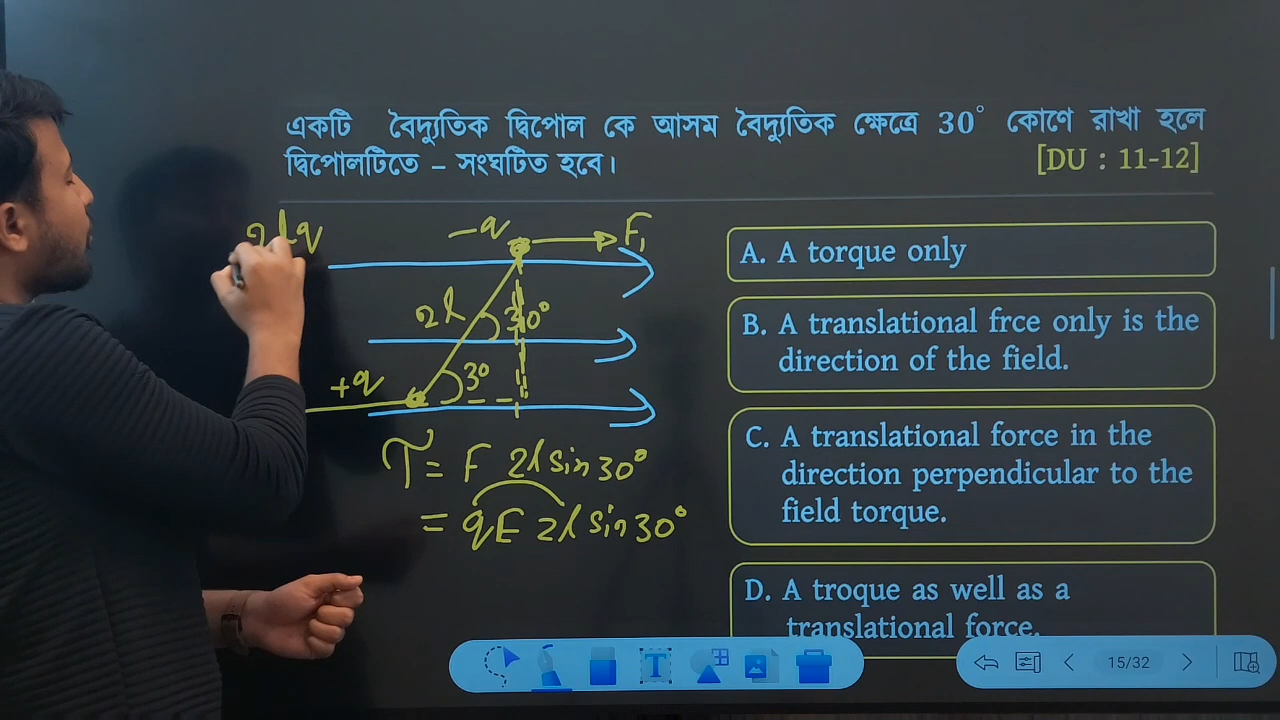 একটি বৈদ্যুতিক দ্বিপোল কে আসম বৈদ্যুতিক ক্ষেত্রে 30° কোণে রাখা হলে
দ্বিপোলটিতে – সংঘটিত হবে।
[DU : 11-12]
2lq
–q
F₁
2l
30°
+q
30
τ = F 2l sin 30°
= qE 2l sin 30°
A. A torque only
B. A translational frce only is the
direction of the field.
C. A translational force in the
direction perpendicular to the
field torque.
D. A troque as well as a
translational force.
T
15/32